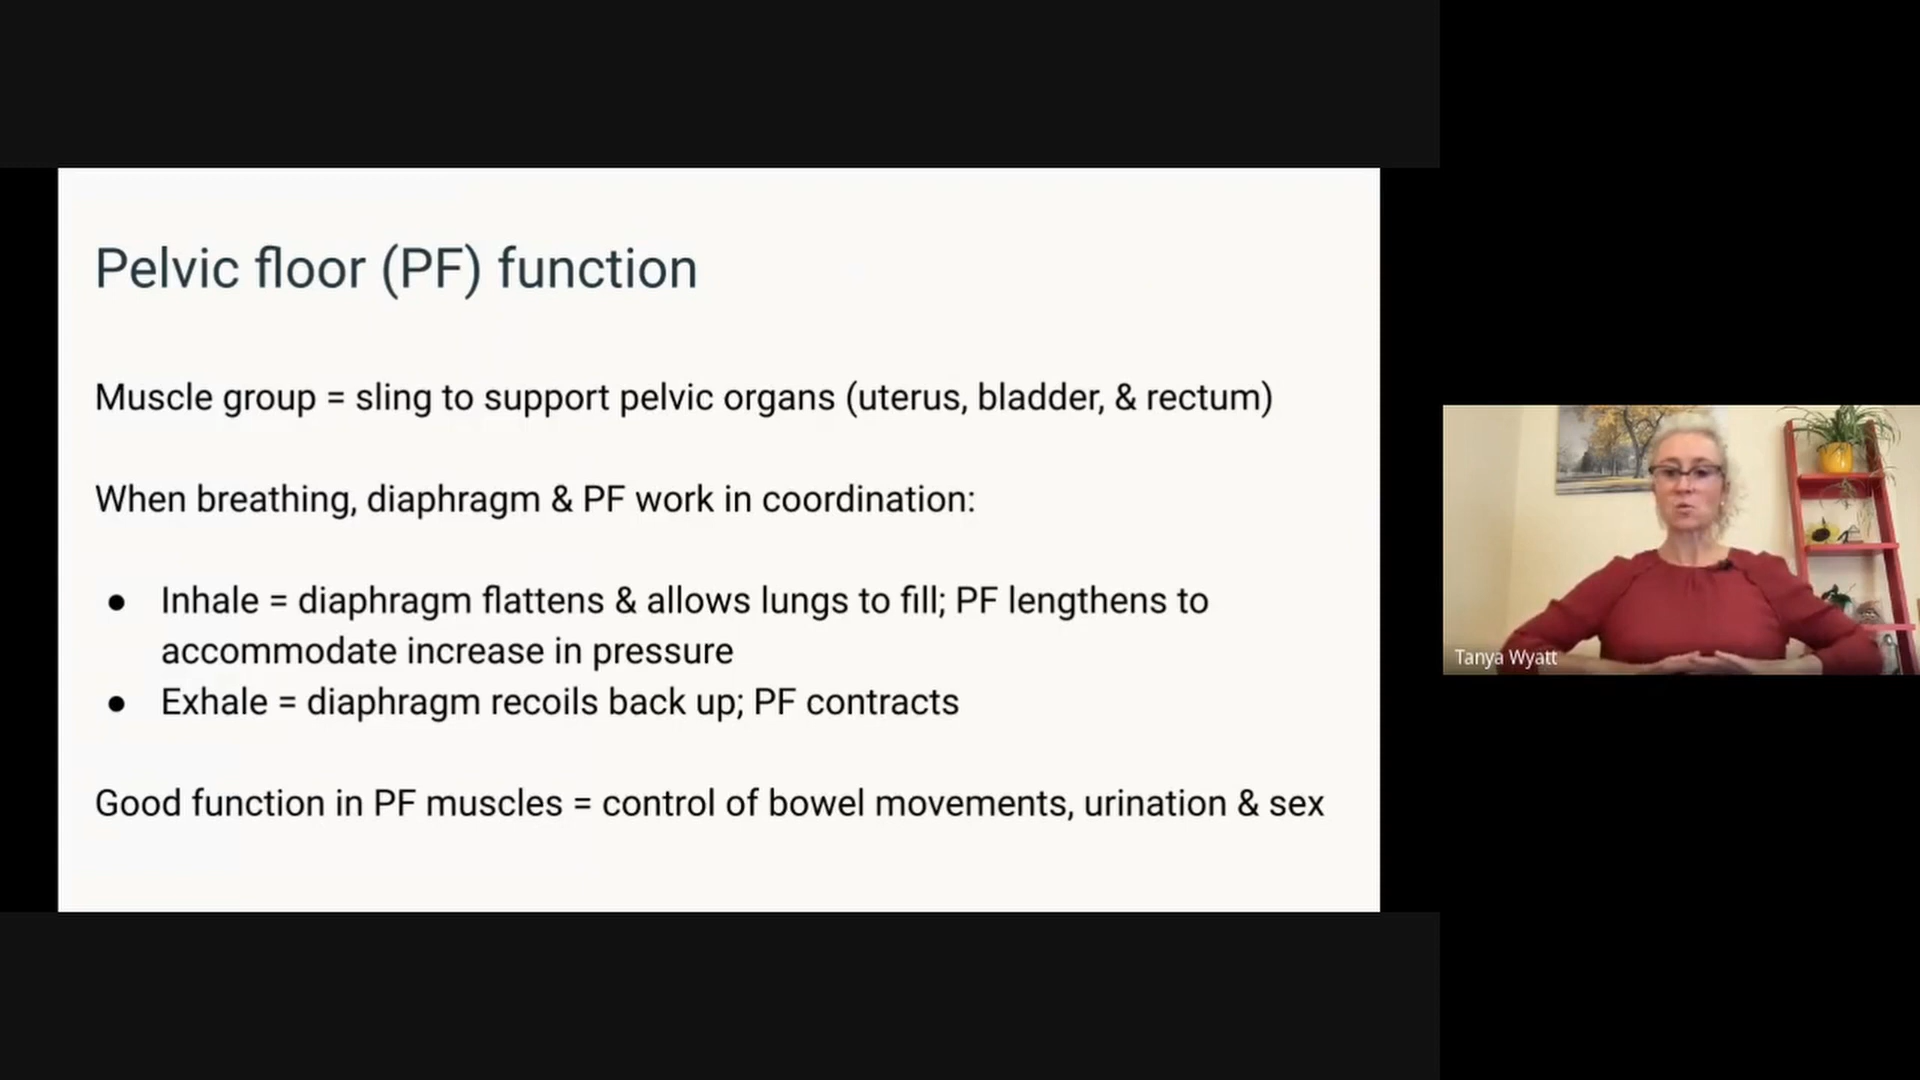 Pelvic floor (PF) function
Muscle group = sling to support pelvic organs (uterus, bladder, & rectum)
When breathing, diaphragm & PF work in coordination:
● Inhale = diaphragm flattens & allows lungs to fill; PF lengthens to
accommodate increase in pressure
● Exhale = diaphragm recoils back up; PF contracts
Good function in PF muscles = control of bowel movements, urination & sex
Tanya Wyatt